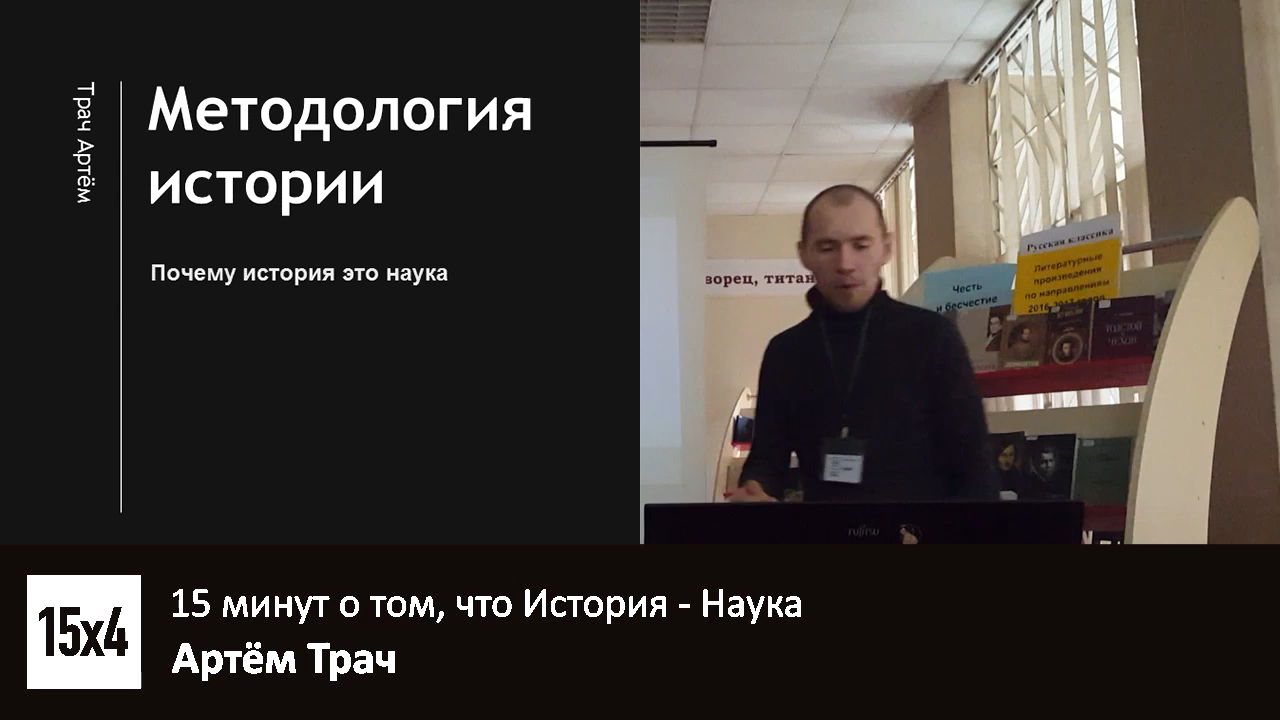 Трач Артём
Методология
истории
Почему история это наука
ворец, титан
Русская классика
Литературные
произведения
по направлениям
Честь
и бесчестие
ТОЛСТОЙ
ЧЕХОВ
FUJITSU
15x4
15 минут о том, что История - Наука
Артём Трач